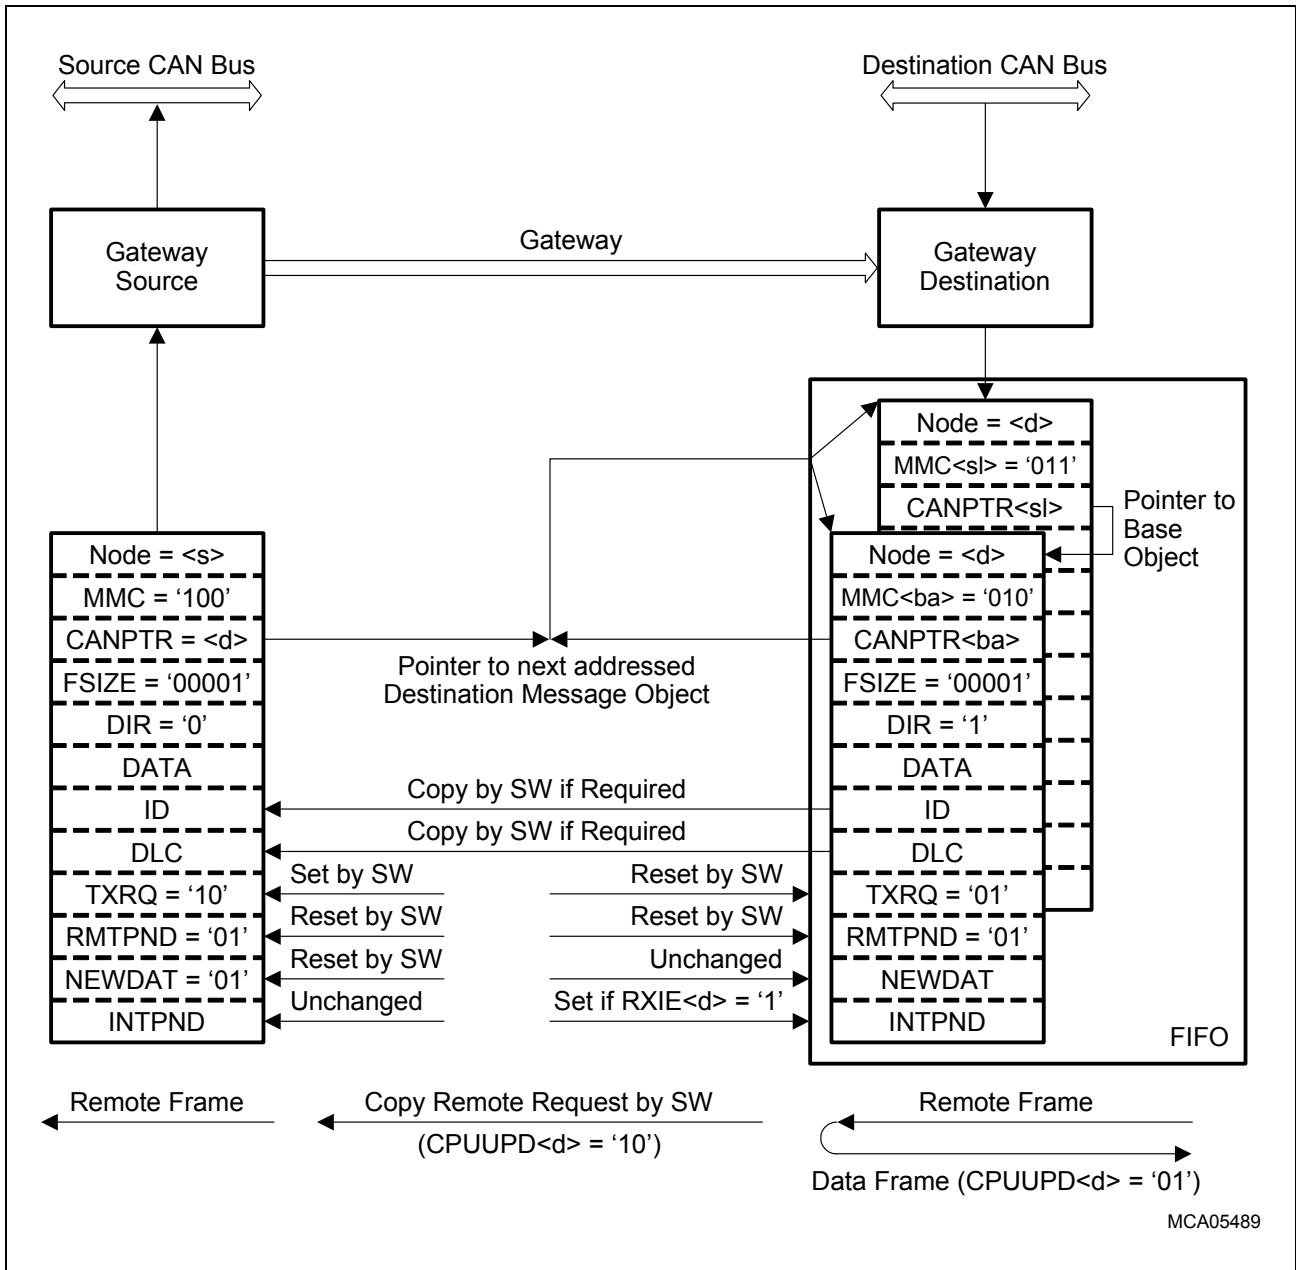 Source CAN Bus
Destination CAN Bus
Gateway
Source
Gateway
Gateway
Destination
Node = <d>
MMC<sl> = ‘011’
CANPTR<sl>
Pointer to
Base
Object
Node = <s>
MMC = ‘100’
CANPTR = <d>
FSIZE = ‘00001’
DIR = ‘0’
DATA
ID
DLC
TXRQ = ‘10’
RMTPND = ‘01’
NEWDAT = ‘01’
INTPND
Pointer to next addressed
Destination Message Object
Copy by SW if Required
Copy by SW if Required
Set by SW
Reset by SW
Reset by SW
Unchanged
Reset by SW
Reset by SW
Unchanged
Set if RXIE<d> = ‘1’
Node = <d>
MMC<ba> = ‘010’
CANPTR<ba>
FSIZE = ‘00001’
DIR = ‘1’
DATA
ID
DLC
TXRQ = ‘01’
RMTPND = ‘01’
NEWDAT
INTPND
FIFO
Remote Frame
Copy Remote Request by SW
(CPUUPD<d> = ‘10’)
Remote Frame
Data Frame (CPUUPD<d> = ‘01’)
MCA05489